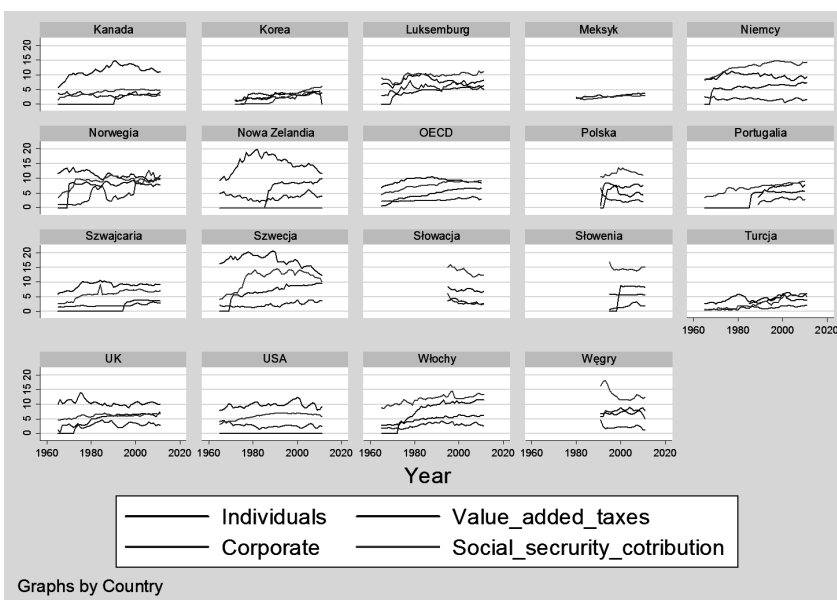 Kanada Korea Luksemburg Meksyk Niemcy
0 5 10 15 20
Norwegia Nowa Zelandia OECD Polska Portugalia
0 5 10 15 20
Szwajcaria Szwecja Słowacja Słowenia Turcja
0 5 10 15 20
1960 1980 2000 2020
UK USA Włochy Węgry
0 5 10 15 20
1960 1980 2000 2020 1960 1980 2000 2020 1960 1980 2000 2020 1960 1980 2000 2020
Year
Individuals Value_added_taxes
Corporate Social_secrurity_cotribution
Graphs by Country